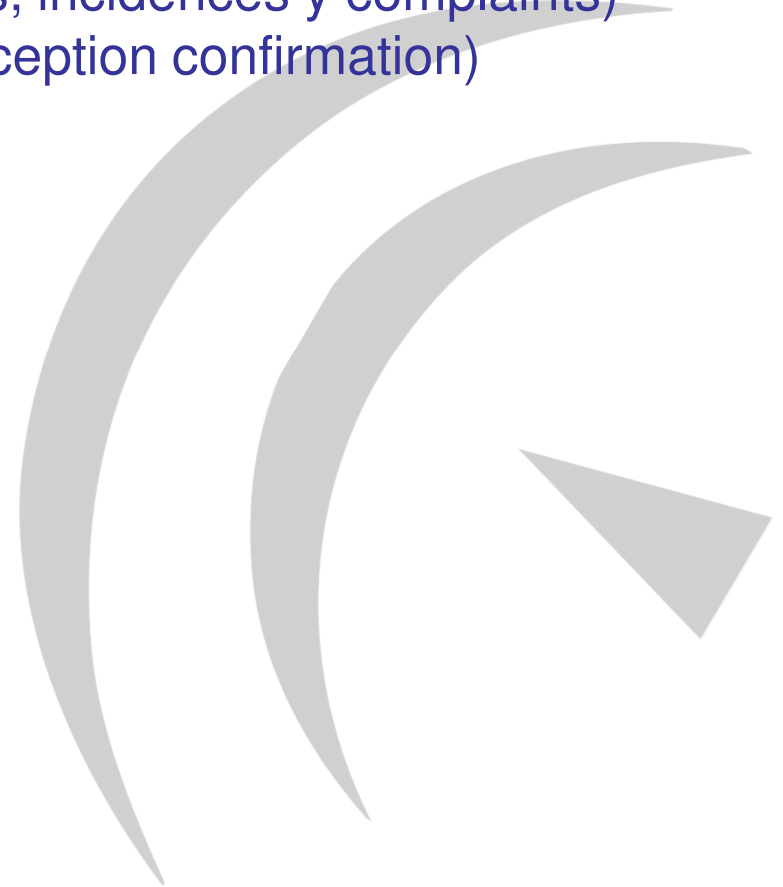 s, incidences y complaints)
ception confirmation)